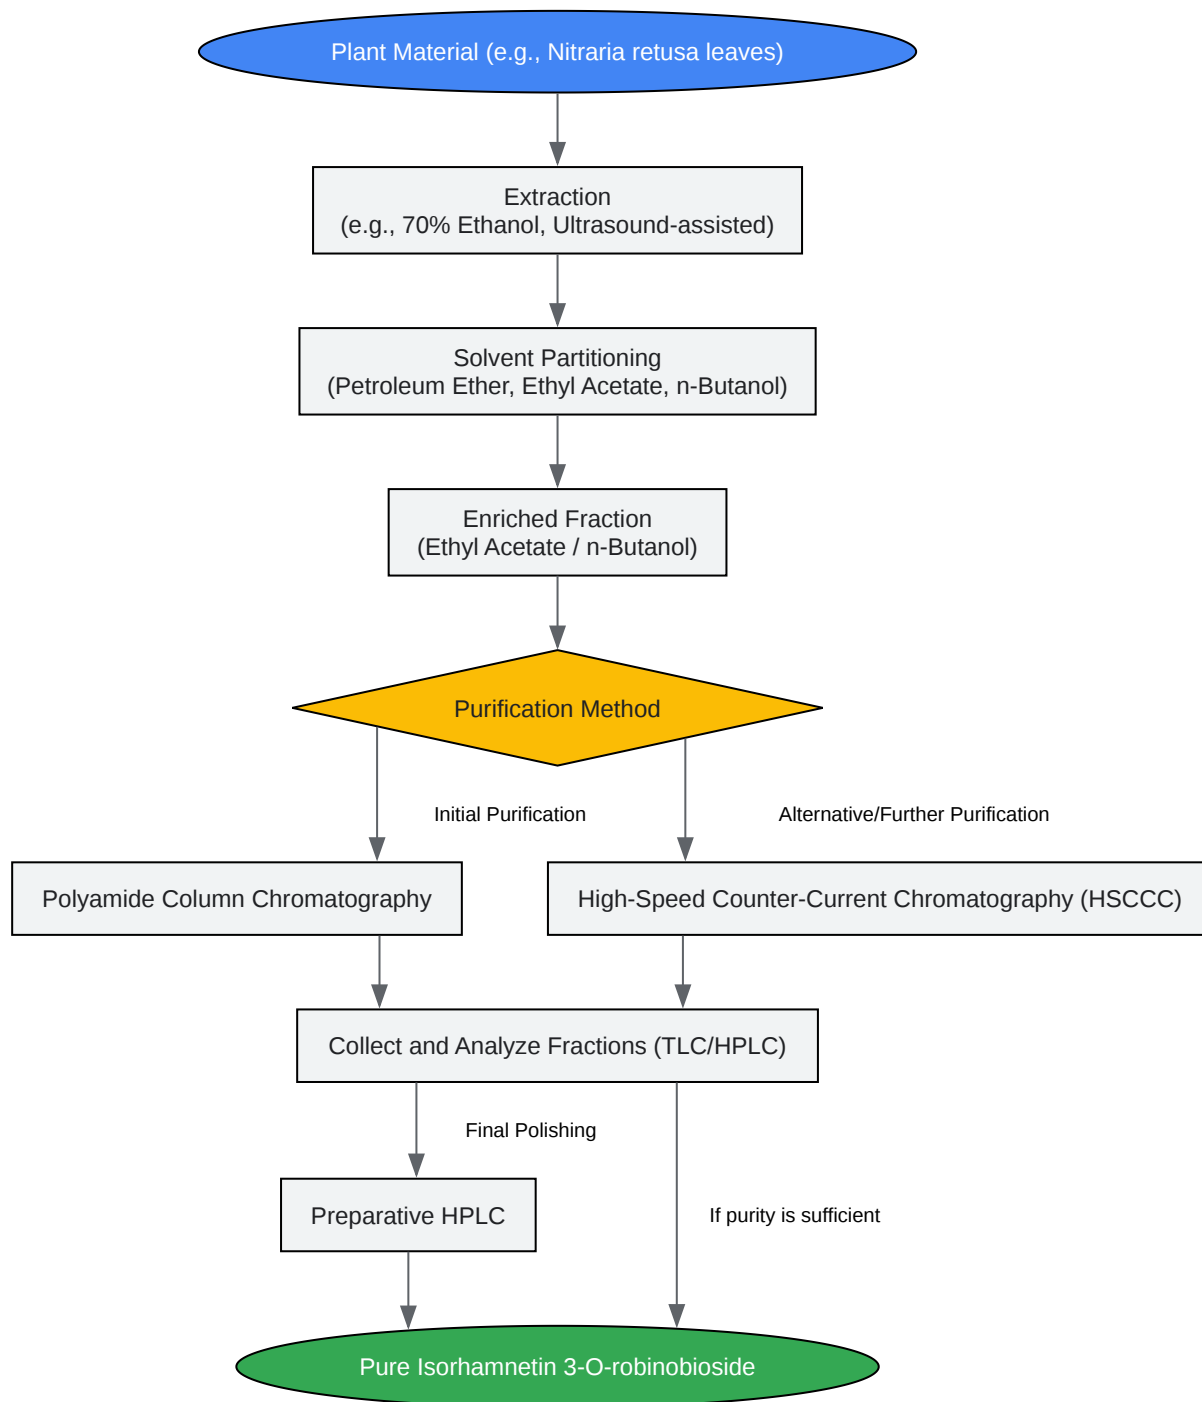 Plant Material (e.g., Nitraria retusa leaves)
Extraction
(e.g., 70% Ethanol, Ultrasound-assisted)
Solvent Partitioning
(Petroleum Ether, Ethyl Acetate, n-Butanol)
Enriched Fraction
(Ethyl Acetate / n-Butanol)
Purification Method
Initial Purification
Alternative/Further Purification
Polyamide Column Chromatography
High-Speed Counter-Current Chromatography (HSCCC)
Collect and Analyze Fractions (TLC/HPLC)
Final Polishing
Preparative HPLC
If purity is sufficient
Pure Isorhamnetin 3-O-robinobioside